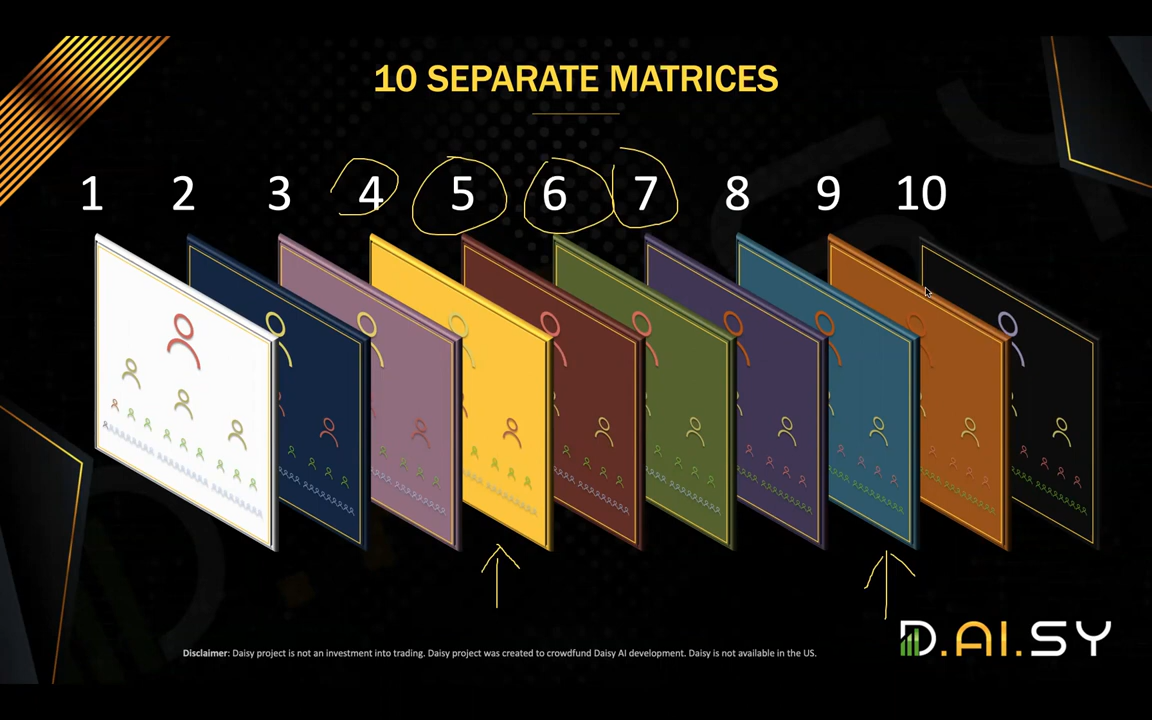 10 SEPARATE MATRICES
1 2 3 4 5 6 7 8 9 10
D.AI.SY
Disclaimer: Daisy project is not an investment into trading. Daisy project was created to crowdfund Daisy AI development. Daisy is not available in the US.